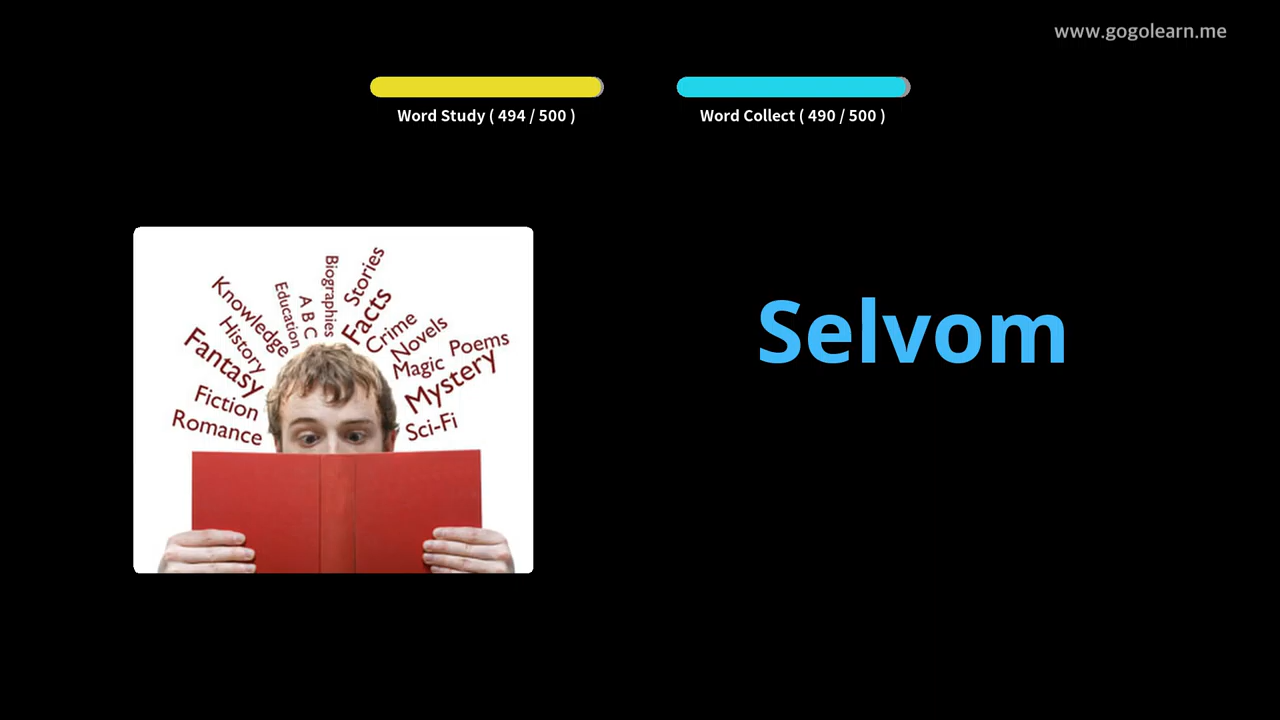 www.gogolearn.me
Word Study ( 494 / 500 )
Word Collect ( 490 / 500 )
Selvom
Romance
Fiction
Fantasy
History
Knowledge
Education
A B C
Biographies
Stories
Facts
Crime
Novels
Magic
Poems
Mystery
Sci-Fi